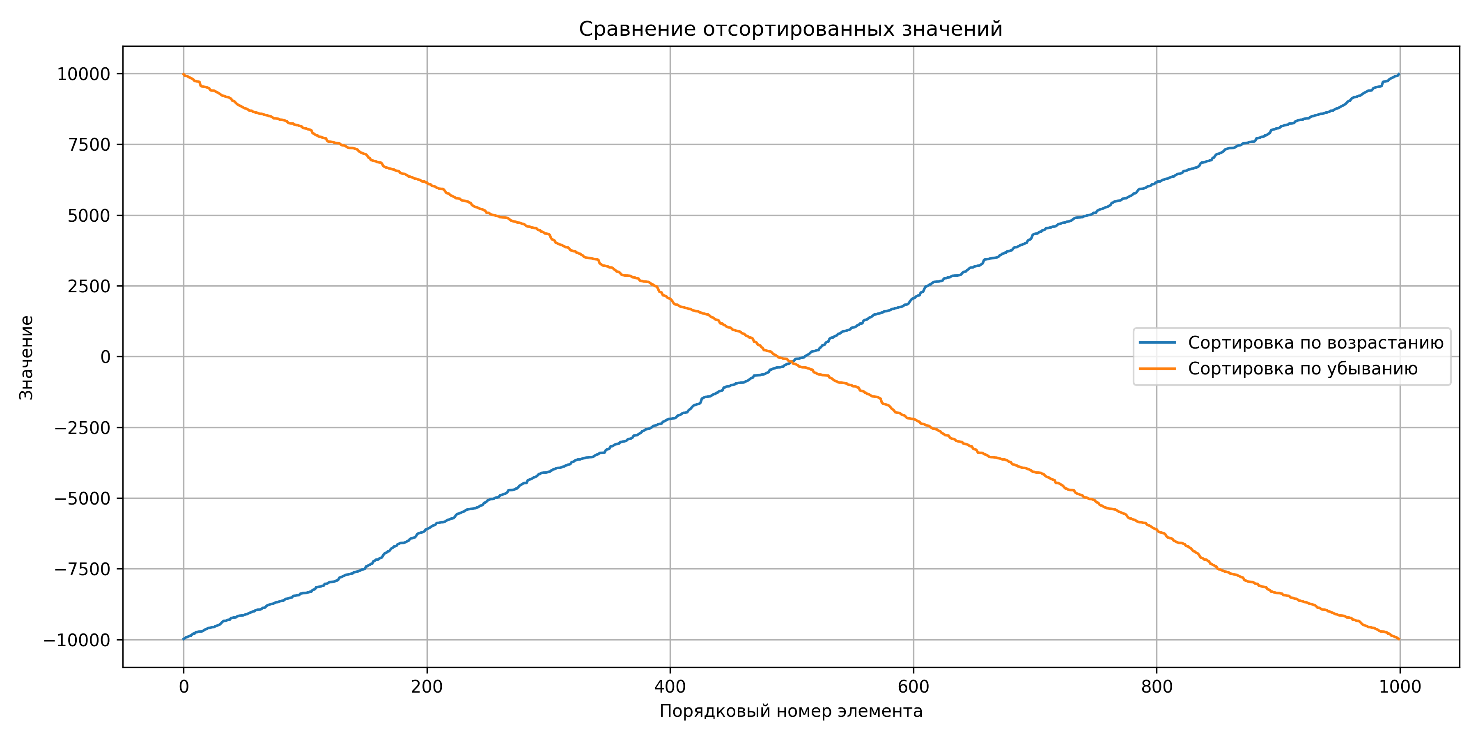 Сравнение отсортированных значений
Значение
10000
7500
5000
2500
0
−2500
−5000
−7500
−10000
Сортировка по возрастанию
Сортировка по убыванию
0 200 400 600 800 1000
Порядковый номер элемента